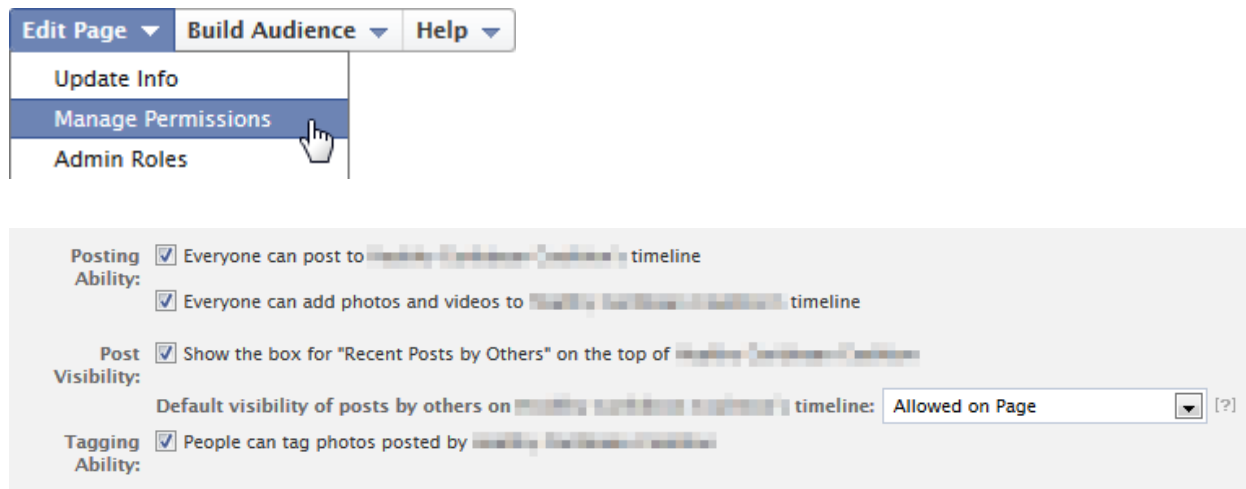 Edit Page Build Audience Help
Update Info
Manage Permissions
Admin Roles
Posting Ability:
Everyone can post to timeline
Everyone can add photos and videos to timeline
Post Visibility:
Show the box for "Recent Posts by Others" on the top of
Default visibility of posts by others on timeline: Allowed on Page [?]
Tagging Ability:
People can tag photos posted by